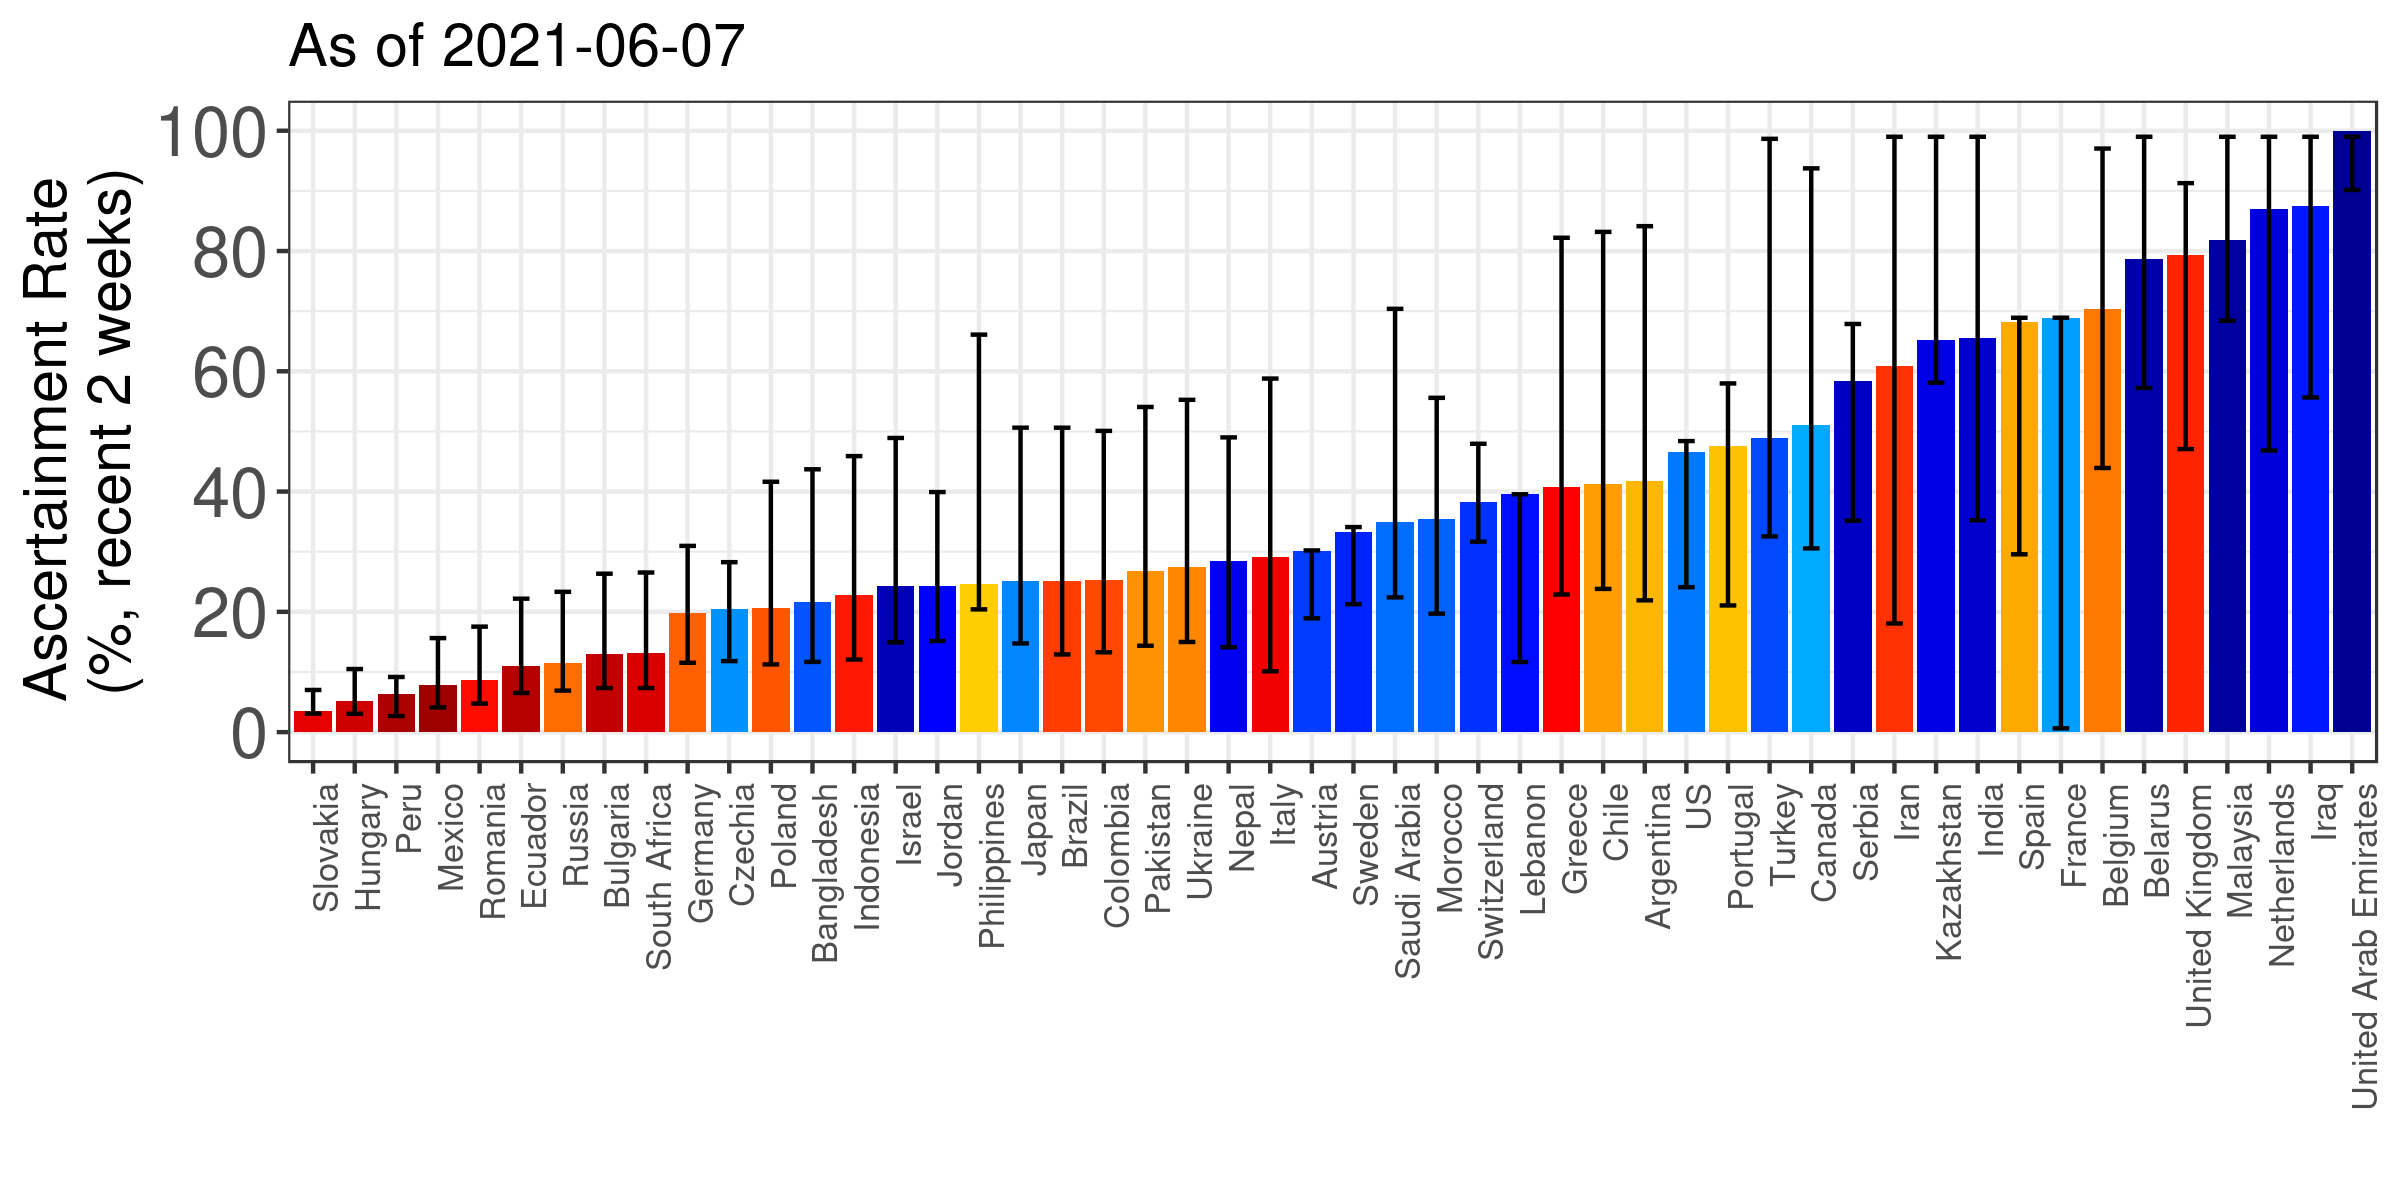 As of 2021-06-07
Ascertainment Rate
(%, recent 2 weeks)
100
80
60
40
20
0
Slovakia
Hungary
Peru
Mexico
Romania
Ecuador
Russia
Bulgaria
South Africa
Germany
Czechia
Poland
Bangladesh
Indonesia
Israel
Jordan
Philippines
Japan
Brazil
Colombia
Pakistan
Ukraine
Nepal
Italy
Austria
Sweden
Saudi Arabia
Morocco
Switzerland
Lebanon
Greece
Chile
Argentina
US
Portugal
Turkey
Canada
Serbia
Iran
Kazakhstan
India
Spain
France
Belgium
Belarus
United Kingdom
Malaysia
Netherlands
Iraq
United Arab Emirates